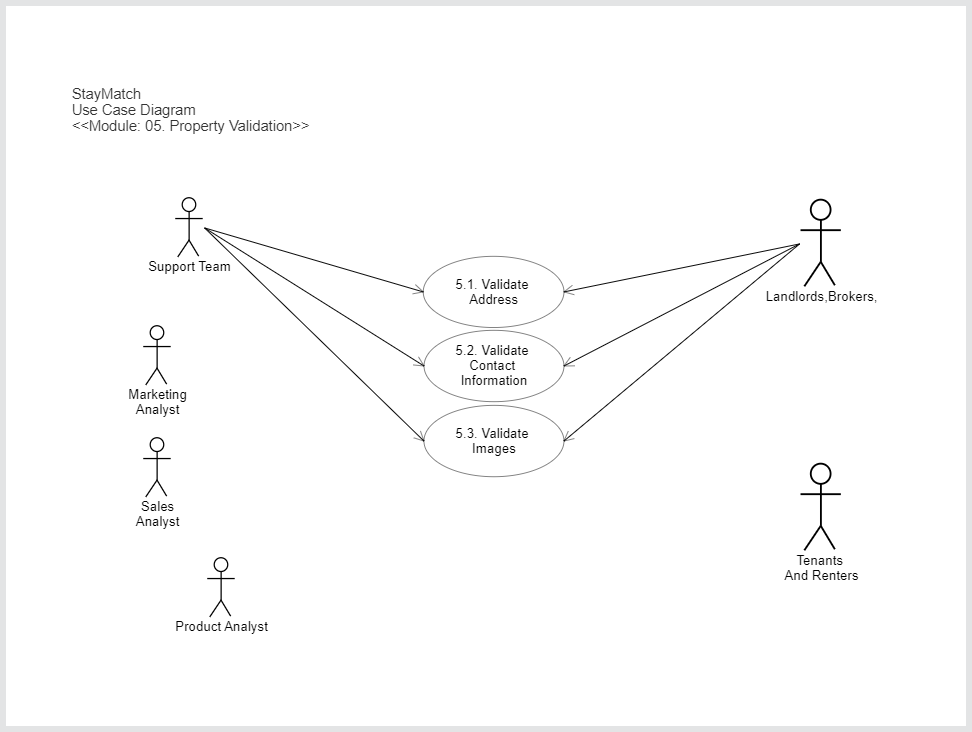 StayMatch
Use Case Diagram
<<Module: 05. Property Validation>>
Support Team
Landlords,Brokers,
5.1. Validate
Address
5.2. Validate
Contact
Information
Marketing
Analyst
5.3. Validate
Images
Sales
Analyst
Tenants
And Renters
Product Analyst